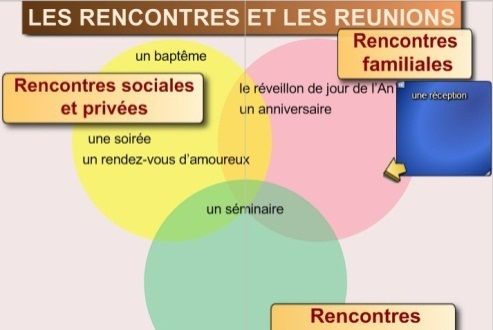 LES RENCONTRES ET LES REUNIONS
Rencontres
familiales
un baptême
Rencontres sociales
et privées
le réveillon de jour de l'An
une réception
un anniversaire
une soirée
un rendez-vous d'amoureux
un séminaire
Rencontres